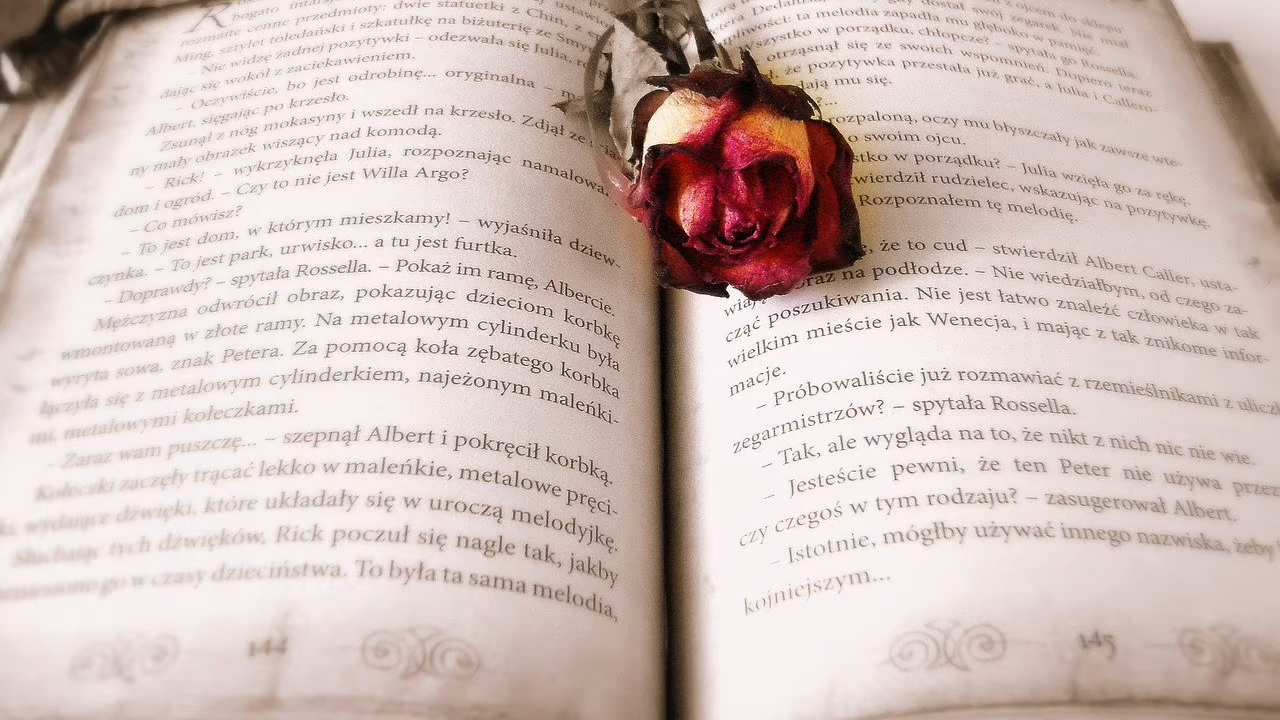 bogato
rozmaite cenne przedmioty: dwie statuetki z Chin,
Ming, sztylet toledański i szkatułkę na biżuterię ze
– Nie widzę żadnej pozytywki – odezwała się Julia,
dając się wokół z zaciekawieniem.
– Oczywiście, bo jest odrobinę... oryginalna –
Albert, sięgając po krzesło.
Zsunął z nóg mokasyny i wszedł na krzesło. Zdjął ze
ny mały obrazek wiszący nad komodą.
– Rick! – wykrzyknęła Julia, rozpoznając namalowa
dom i ogród. – Czy to nie jest Willa Argo?
– Co mówisz?
– To jest dom, w którym mieszkamy! – wyjaśniła dziew-
czynka. – To jest park, urwisko... a tu jest furtka.
– Doprawdy? – spytała Rossella. – Pokaż im ramę, Albercie.
Mężczyzna odwrócił obraz, pokazując dzieciom korbkę
wmontowaną w złote ramy. Na metalowym cylinderku była
wyryta sowa, znak Petera. Za pomocą koła zębatego korbka
łączyła się z metalowym cylinderkiem, najeżonym maleńki-
mi, metalowymi kołeczkami.
– Zaraz wam puszczę... – szepnął Albert i pokręcił korbką.
Kołeczki zaczęły trącać lekko w maleńkie, metalowe pręci-
ki, wydające dźwięki, które układały się w uroczą melodyjkę.
Słuchając tych dźwięków, Rick poczuł się nagle tak, jakby
go w czasy dzieciństwa. To była ta sama melodia,
144
dostał
ta melodia zapadła mu głęboko w pamięć.
wszystko w porządku, chłopcze? – spytała go Rossella.
otrząsnął się ze swoich wspomnień. Dopiero teraz
że pozytywka przestała już grać, a Julia i Callero-
dają mu się.
rozpaloną, oczy mu błyszczały jak zawsze wte-
o swoim ojcu.
w porządku? – Julia wzięła go za rękę.
rudzielec, wskazując na pozytywkę.
Rozpoznałem tę melodię.
że to cud – stwierdził Albert Caller, usta-
obraz na podłodze. – Nie wiedziałbym, od czego za-
cząć poszukiwania. Nie jest łatwo znaleźć człowieka w tak
wielkim mieście jak Wenecja, i mając z tak znikome infor-
macje.
– Próbowaliście już rozmawiać z rzemieślnikami z
zegarmistrzów? – spytała Rossella.
– Tak, ale wygląda na to, że nikt z nich nic nie wie.
– Jesteście pewni, że ten Peter nie używa
czy czegoś w tym rodzaju? – zasugerował Albert.
– Istotnie, mógłby używać innego nazwiska, żeby
kojniejszym...
145